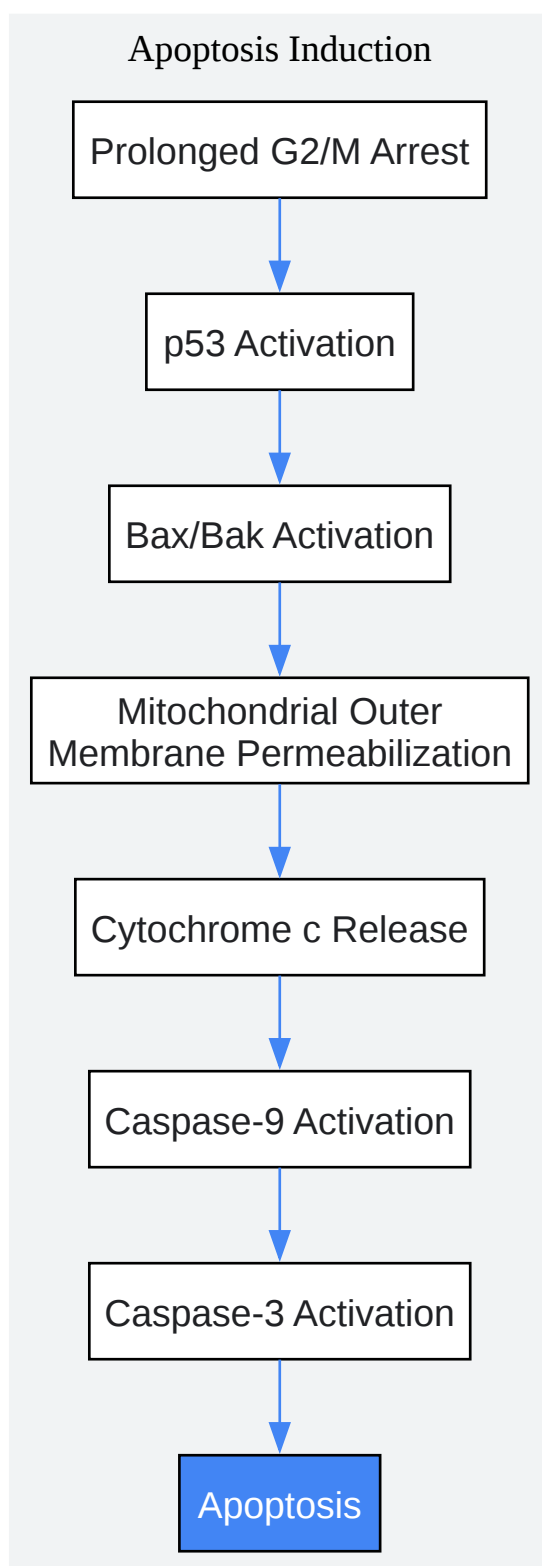 Apoptosis Induction
Prolonged G2/M Arrest
p53 Activation
Bax/Bak Activation
Mitochondrial Outer
Membrane Permeabilization
Cytochrome c Release
Caspase-9 Activation
Caspase-3 Activation
Apoptosis